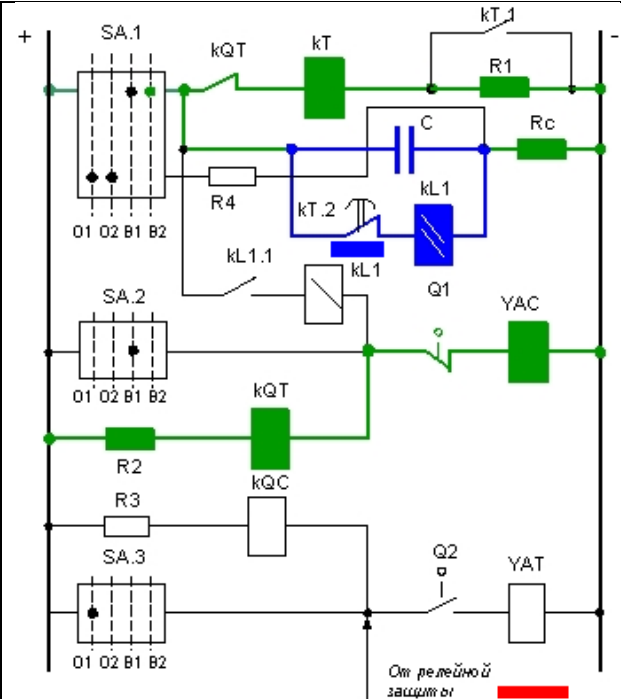 + SA.1 kQT kT kT.1 -
R1
C Rc
R4 kT.2 kL1
O1 O2 B1 B2
kL1
kL1.1 Q1
SA.2 YAC
O1 O2 B1 B2
kQT
R2
kQC
R3
SA.3 Q2 YAT
O1 O2 B1 B2
От релейной
защиты